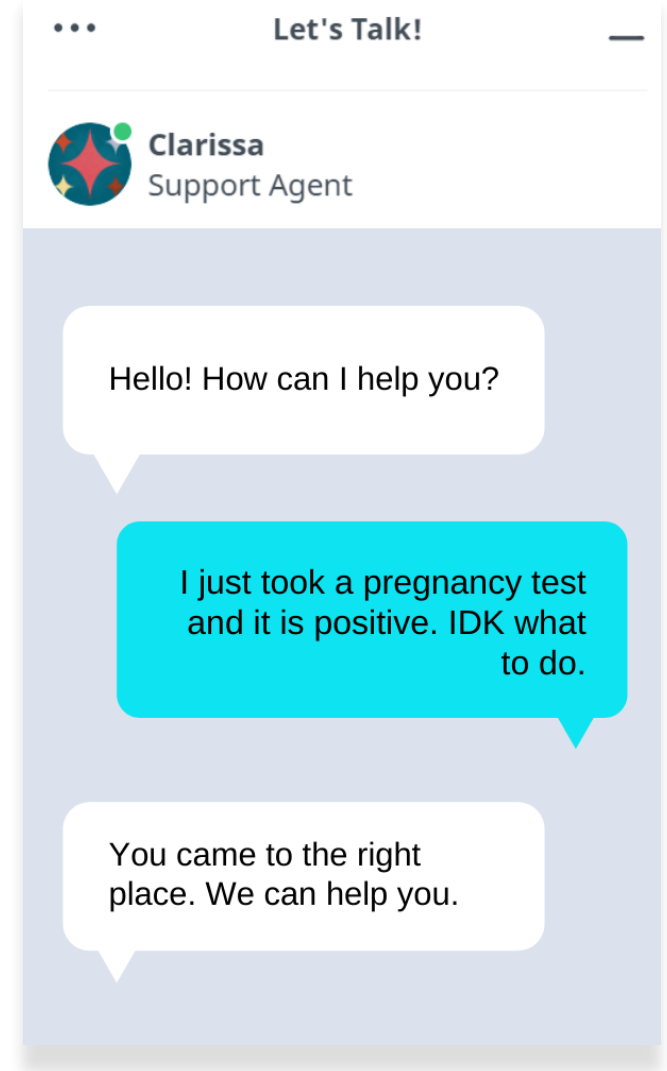 Let's Talk!
Clarissa
Support Agent
Hello! How can I help you?
I just took a pregnancy test
and it is positive. IDK what
to do.
You came to the right
place. We can help you.